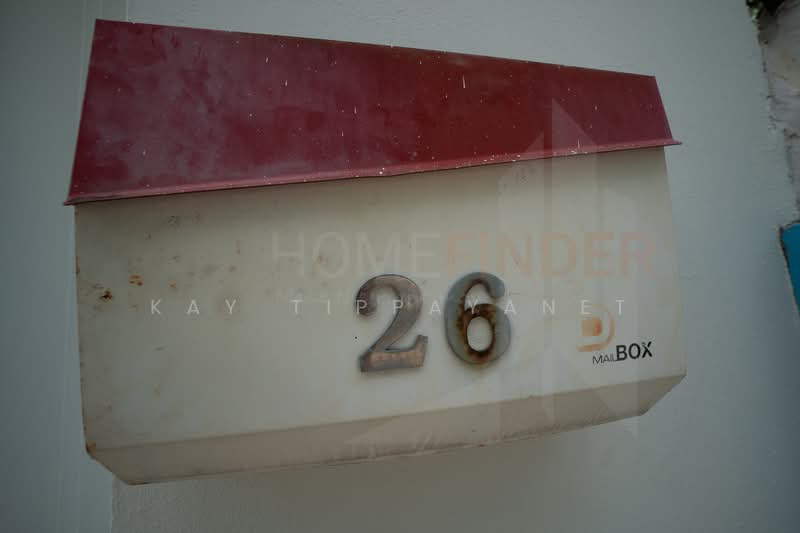 HOMEFINDER
KAY TIPPAYANET
26
MAILBOX